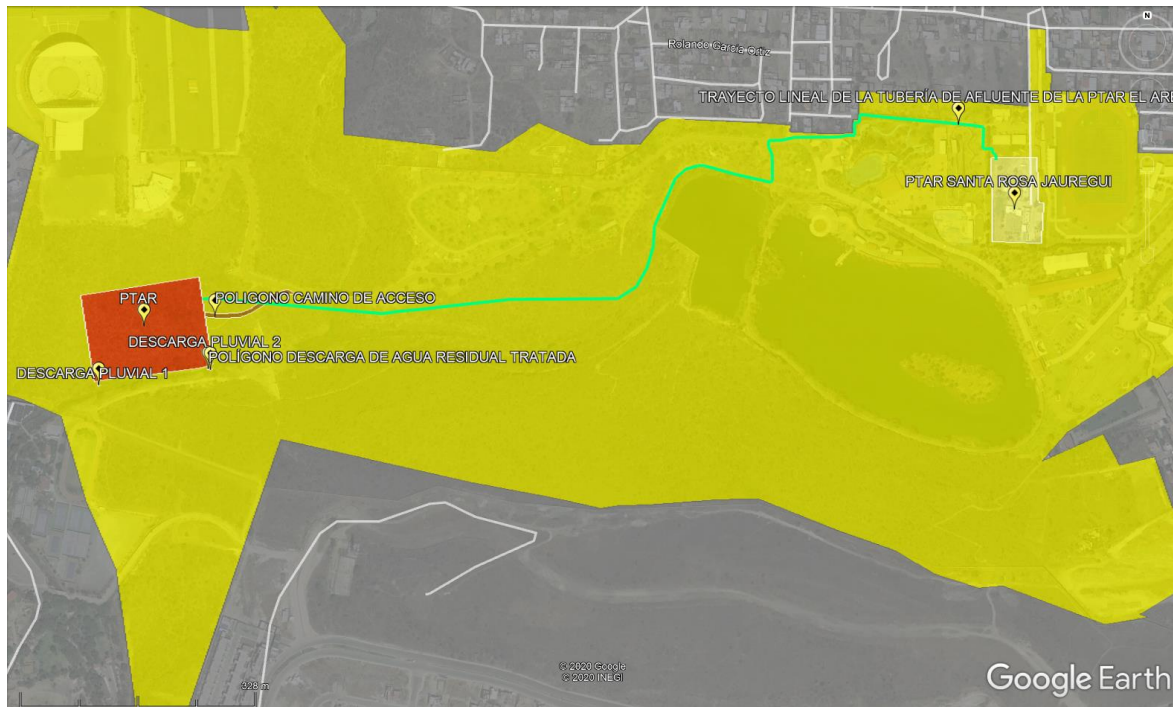 N
Rolando García Ortiz
TRAYECTO LINEAL DE LA TUBERÍA DE AFLUENTE DE LA PTAR EL ARE
PTAR SANTA ROSA JAUREGUI
PTAR
POLIGONO CAMINO DE ACCESO
DESCARGA PLUVIAL 2
POLÍGONO DESCARGA DE AGUA RESIDUAL TRATADA
DESCARGA PLUVIAL 1
© 2020 Google
© 2020 INEGI
328 m
Google Earth